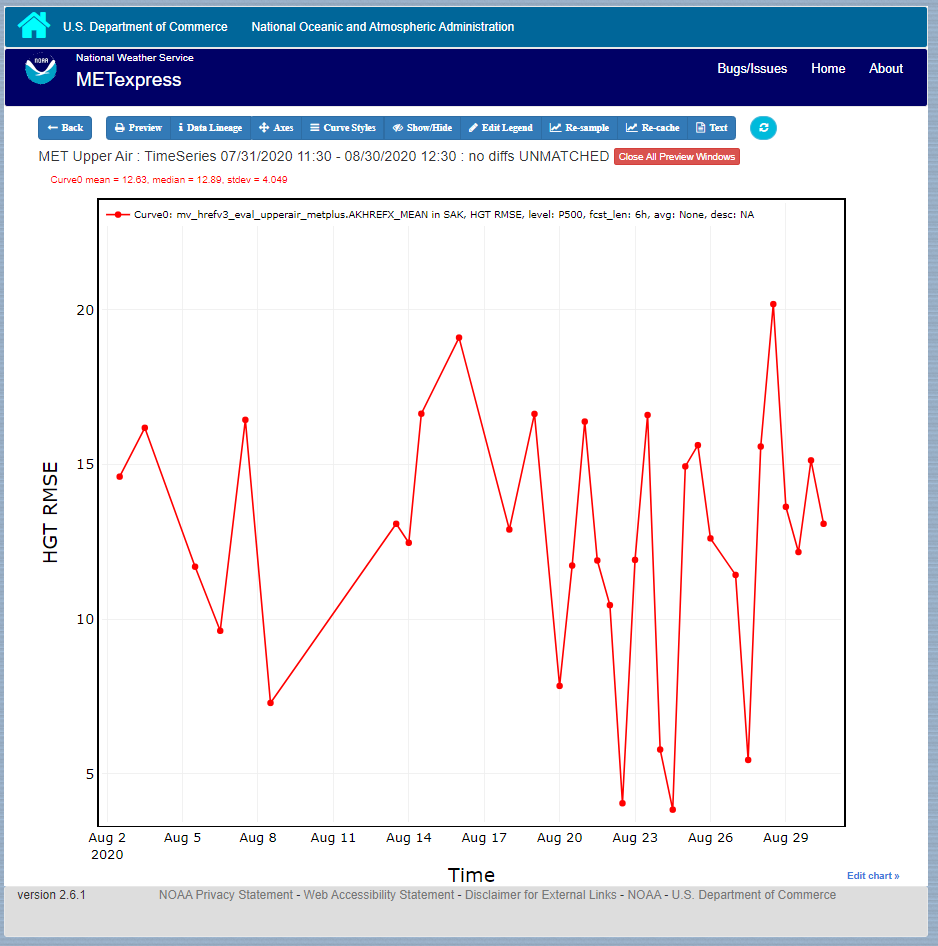 U.S. Department of Commerce National Oceanic and Atmospheric Administration
NOAA
National Weather Service
METexpress
Bugs/Issues Home About
Back Preview Data Lineage Axes Curve Styles Show/Hide Edit Legend Re-sample Re-cache Text
MET Upper Air : TimeSeries 07/31/2020 11:30 - 08/30/2020 12:30 : no diffs UNMATCHED Close All Preview Windows
Curve0 mean = 12.63, median = 12.89, stdev = 4.049
Curve0: mv_hrefv3_eval_upperair_metplus.AKHREFX_MEAN in SAK, HGT RMSE, level: P500, fcst_len: 6h, avg: None, desc: NA
20
15
10
5
HGT RMSE
Aug 2 Aug 5 Aug 8 Aug 11 Aug 14 Aug 17 Aug 20 Aug 23 Aug 26 Aug 29
2020
Time
Edit chart »
version 2.6.1 NOAA Privacy Statement - Web Accessibility Statement - Disclaimer for External Links - NOAA - U.S. Department of Commerce